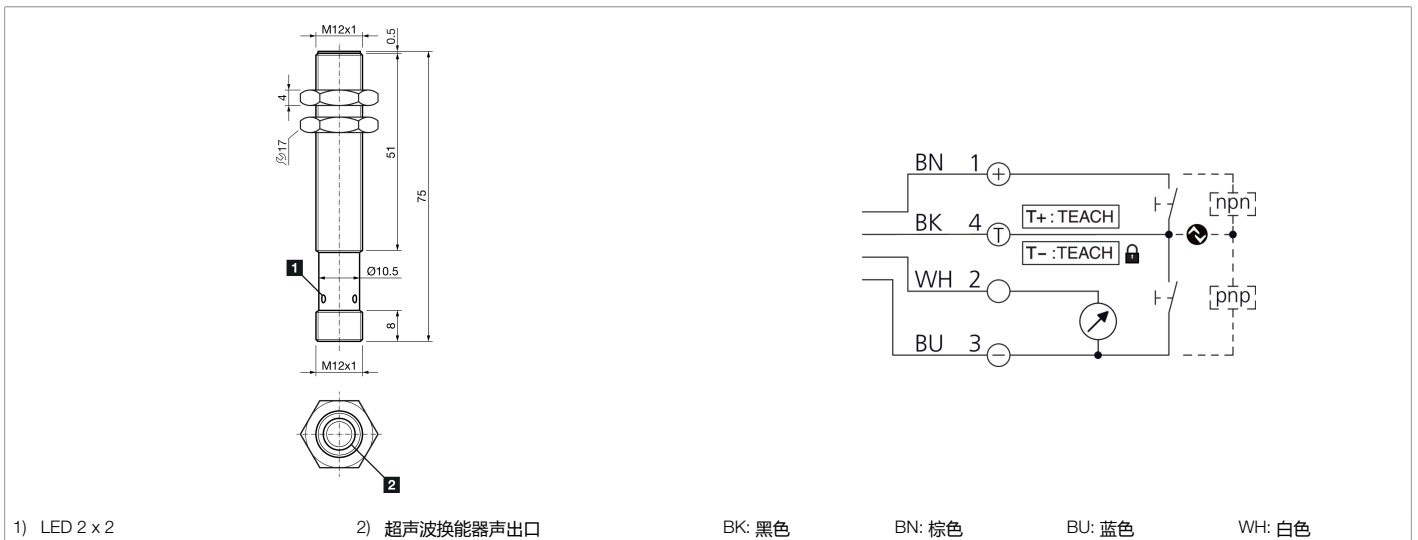 M12x1
0.5
4
17
51
75
1
Ø10.5
8
M12x1
2
BN 1 +
npn
T+ : TEACH
BK 4 T
T− : TEACH
WH 2
pnp
BU 3 −
1) LED 2 x 2 2) 超声波换能器声出口 BK: 黑色 BN: 棕色 BU: 蓝色 WH: 白色